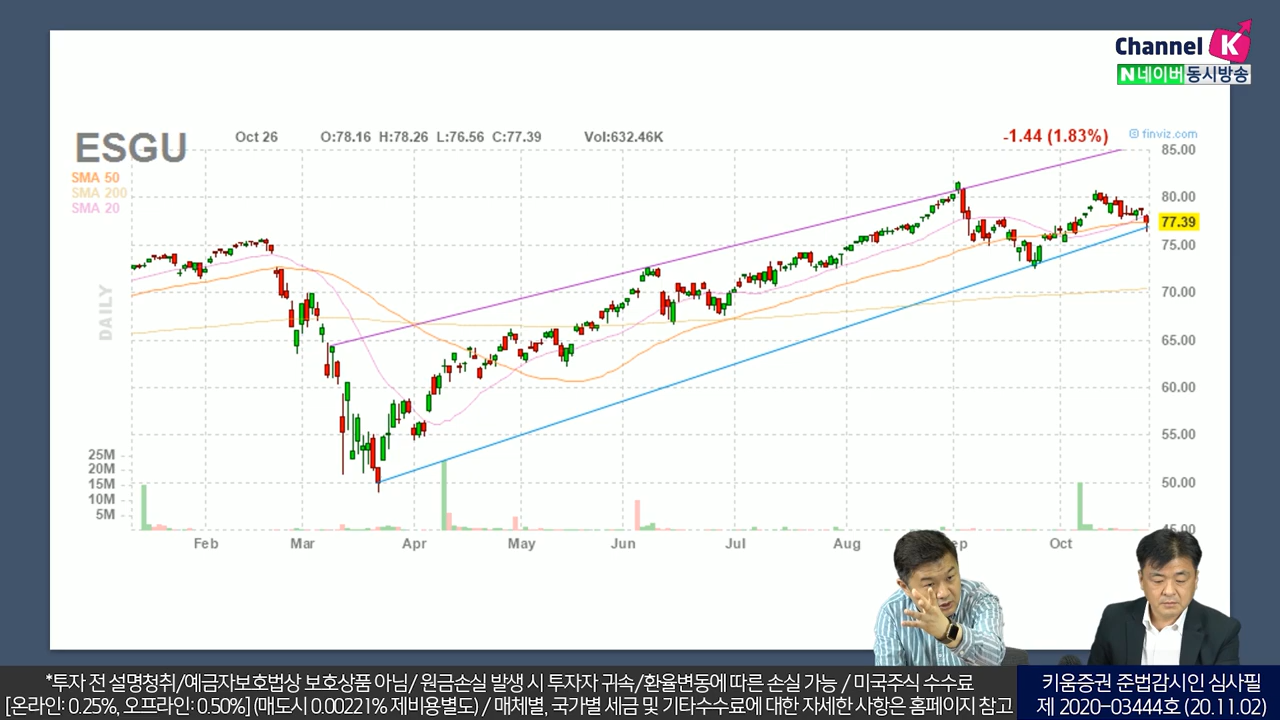 Channel K
N네이버동시방송
ESGU
Oct 26 O:78.16 H:78.26 L:76.56 C:77.39 Vol:632.46K -1.44 (1.83%) © finviz.com
SMA 50
SMA 200
SMA 20
DAILY
85.00
80.00
77.39
75.00
70.00
65.00
60.00
55.00
50.00
45.00
25M
20M
15M
10M
5M
Feb Mar Apr May Jun Jul Aug Sep Oct
*투자 전 설명청취/예금자보호법상 보호상품 아님/ 원금손실 발생 시 투자자 귀속/환율변동에 따른 손실 가능 / 미국주식 수수료
[온라인: 0.25%, 오프라인: 0.50%] (매도시 0.00221% 제비용별도) / 매체별, 국가별 세금 및 기타수수료에 대한 자세한 사항은 홈페이지 참고
키움증권 준법감시인 심사필
제 2020-03444호 (20.11.02)